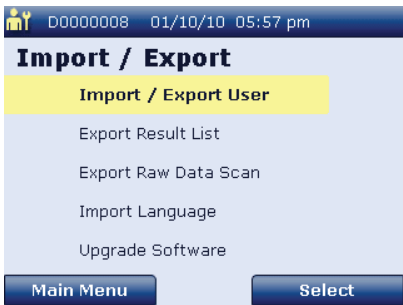 D0000008 01/10/10 05:57 pm
Import / Export
Import / Export User
Export Result List
Export Raw Data Scan
Import Language
Upgrade Software
Main Menu Select